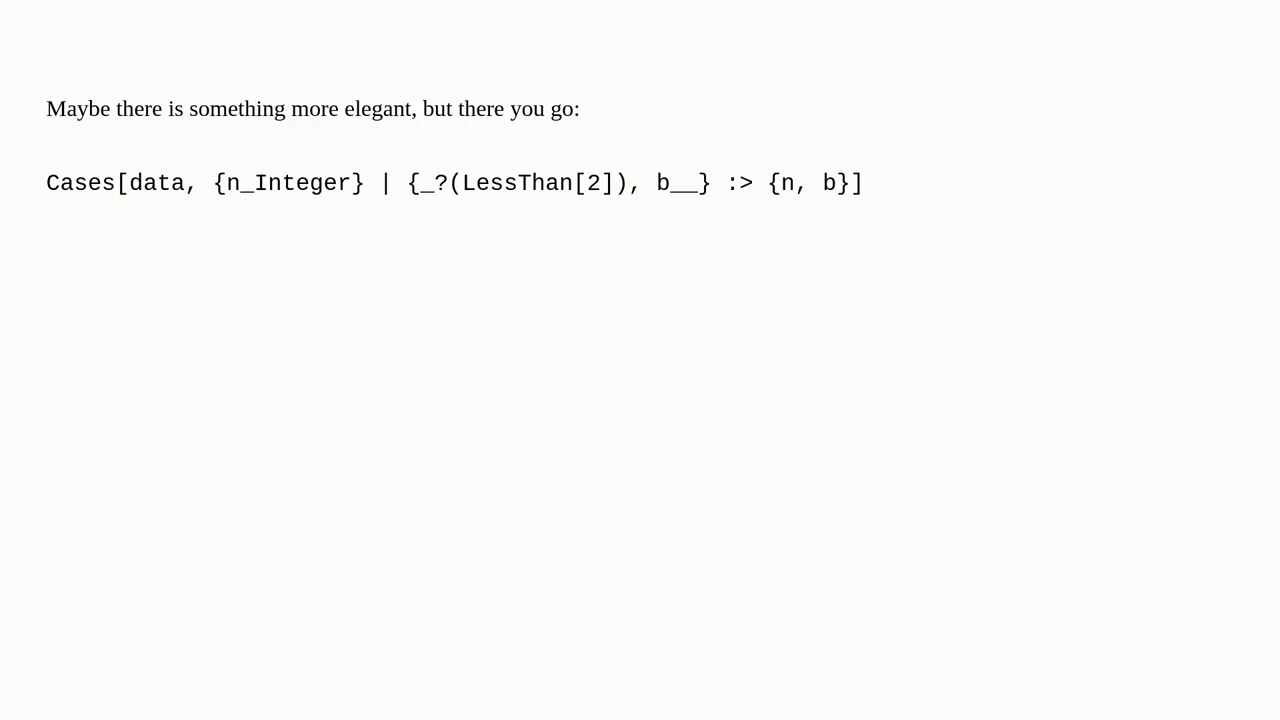 Maybe there is something more elegant, but there you go:
Cases[data, {n_Integer} | {_?(LessThan[2]), b__} :> {n, b}]